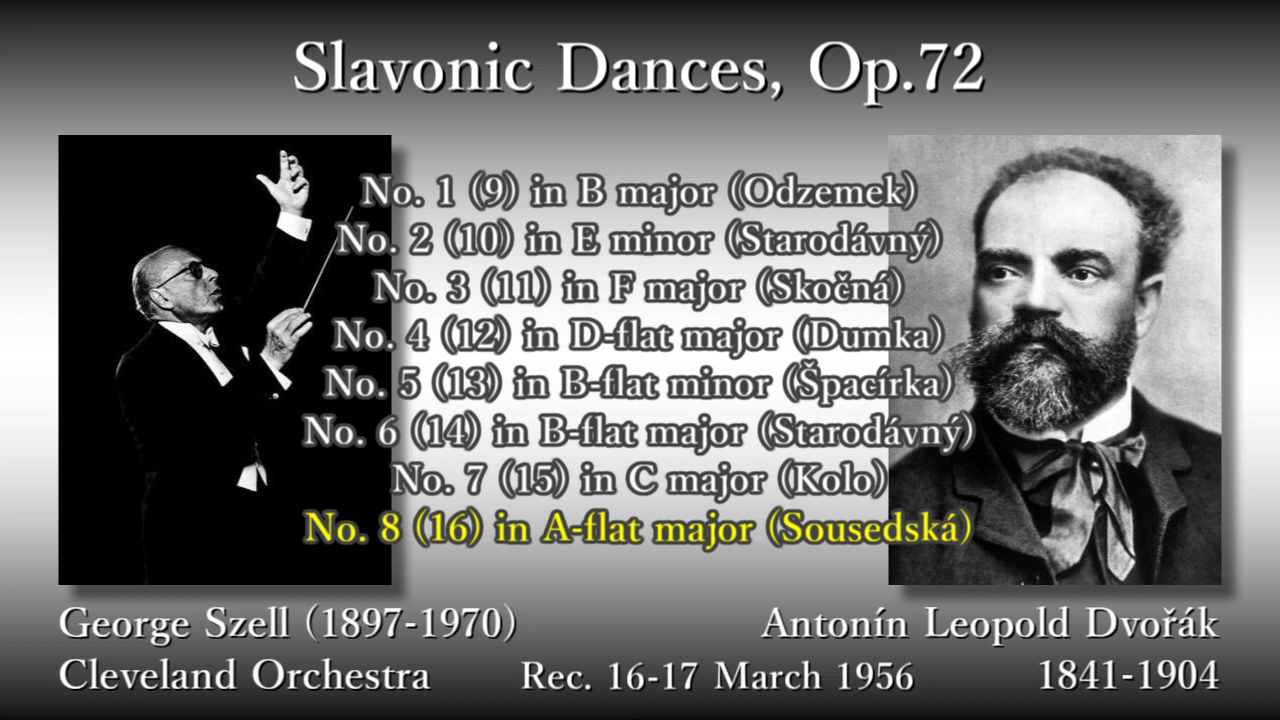 Slavonic Dances, Op.72
No. 1 (9) in B major (Odzemek)
No. 2 (10) in E minor (Starodávný)
No. 3 (11) in F major (Skočná)
No. 4 (12) in D-flat major (Dumka)
No. 5 (13) in B-flat minor (Špacírka)
No. 6 (14) in B-flat major (Starodávný)
No. 7 (15) in C major (Kolo)
No. 8 (16) in A-flat major (Sousedská)
George Szell (1897-1970)
Antonín Leopold Dvořák
Cleveland Orchestra
Rec. 16-17 March 1956
1841-1904